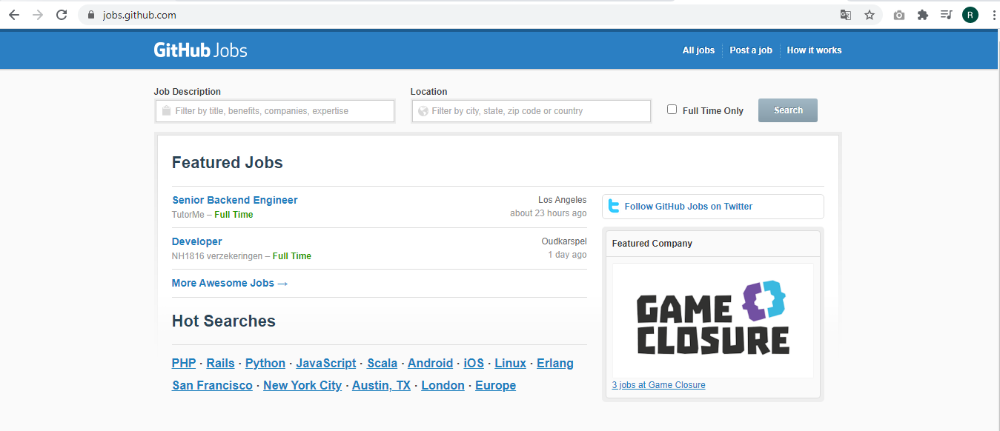 jobs.github.com
R
GitHub Jobs
All jobs Post a job How it works
Job Description
Filter by title, benefits, companies, expertise
Location
Filter by city, state, zip code or country
Full Time Only
Search
Featured Jobs
Senior Backend Engineer
TutorMe – Full Time
Los Angeles
about 23 hours ago
Developer
NH1816 verzekeringen – Full Time
Oudkarspel
1 day ago
More Awesome Jobs →
Hot Searches
PHP · Rails · Python · JavaScript · Scala · Android · iOS · Linux · Erlang
San Francisco · New York City · Austin, TX · London · Europe
Follow GitHub Jobs on Twitter
Featured Company
GAME
CLOSURE
3 jobs at Game Closure